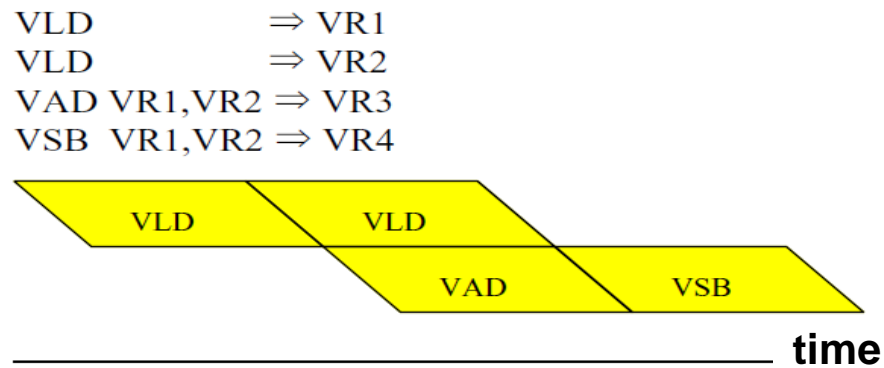 VLD ⇒ VR1
VLD ⇒ VR2
VAD VR1,VR2 ⇒ VR3
VSB VR1,VR2 ⇒ VR4
VLD VLD
VAD VSB
time